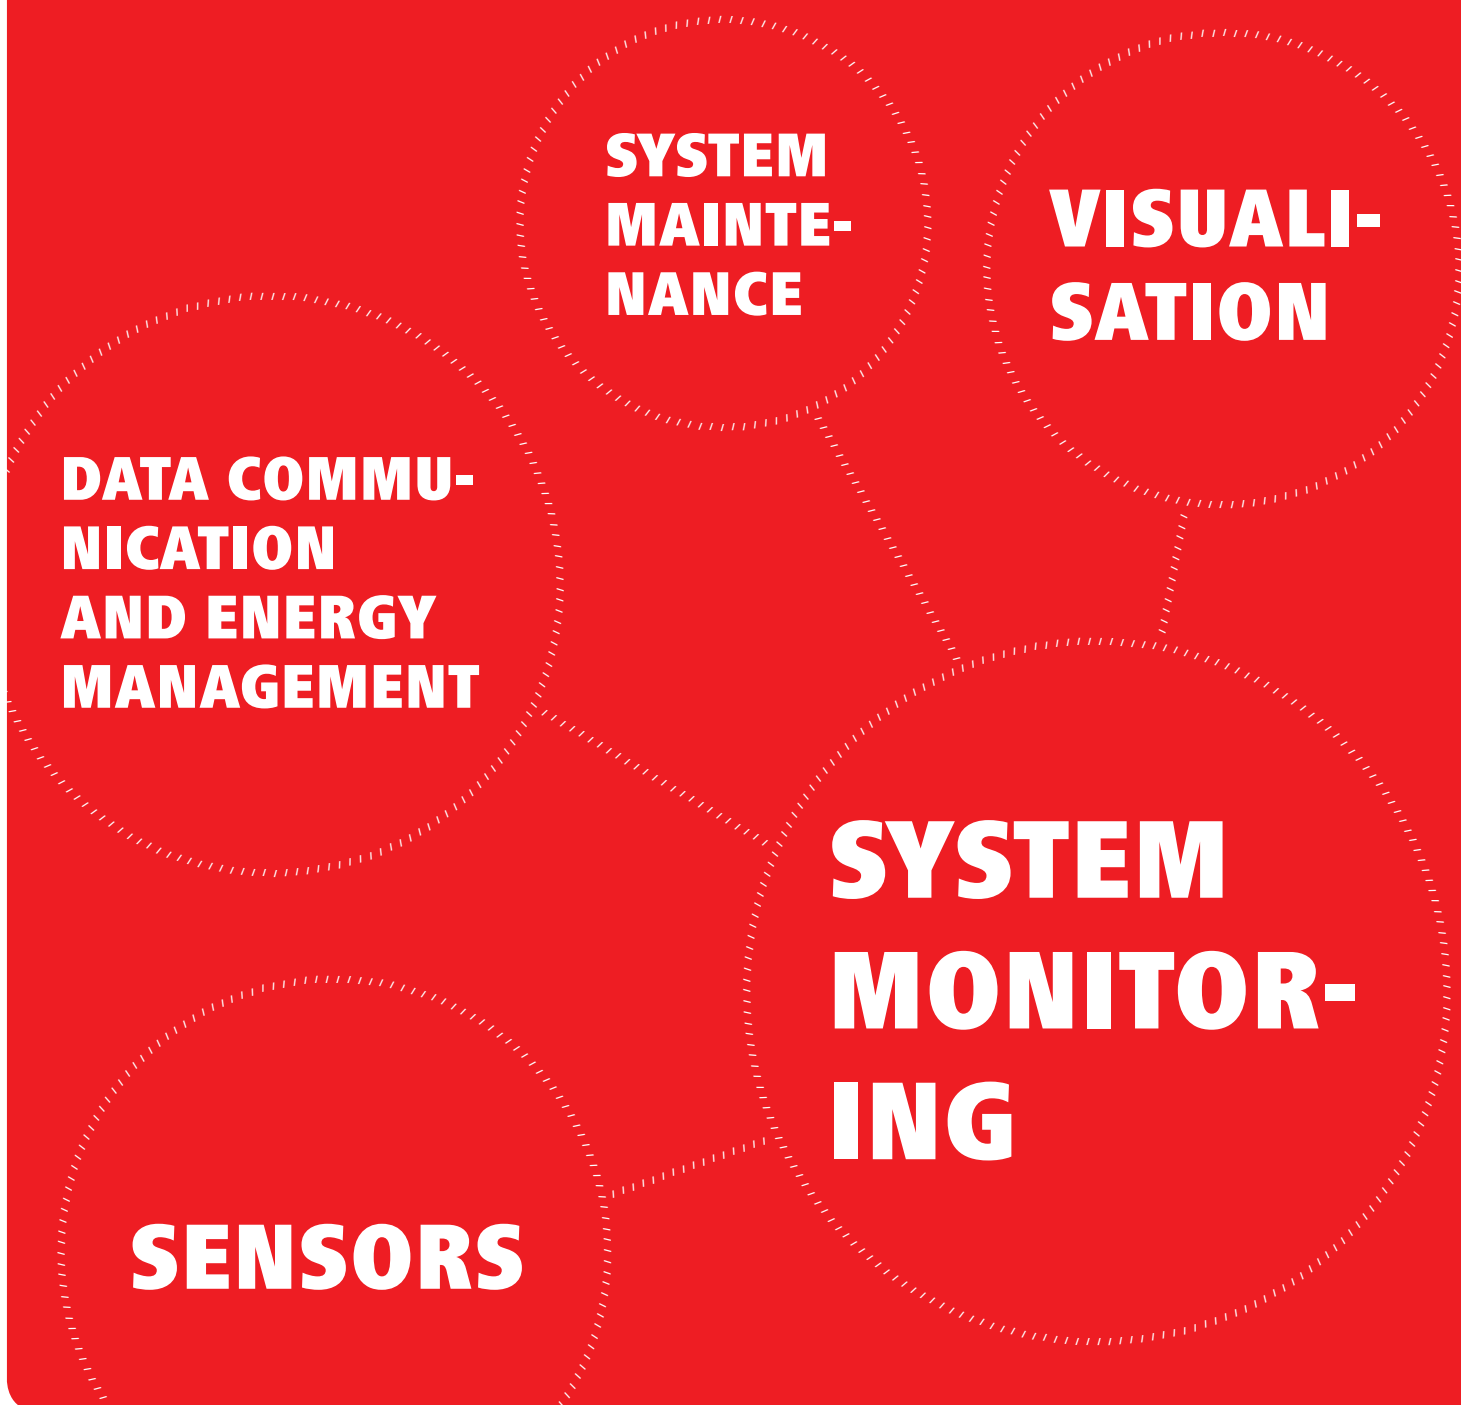 SYSTEM
MAINTE-
NANCE
VISUALI-
SATION
DATA COMMU-
NICATION
AND ENERGY
MANAGEMENT
SYSTEM
MONITOR-
ING
SENSORS